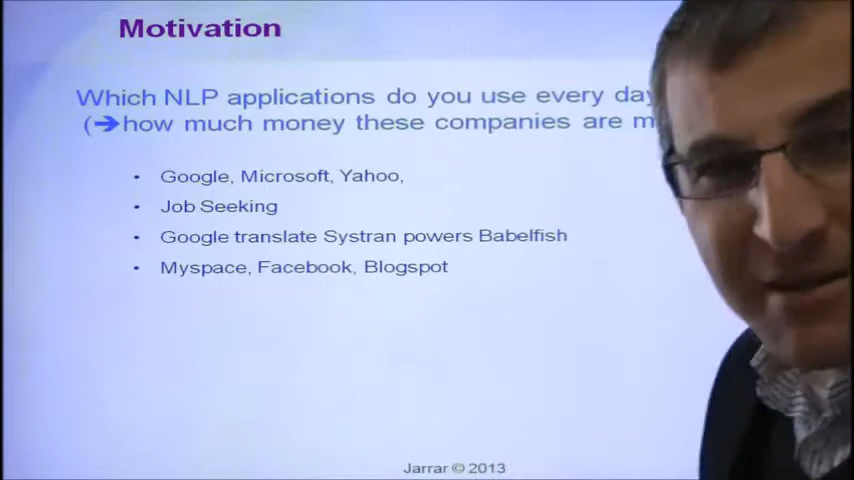 Motivation
Which NLP applications do you use every day
(➔how much money these companies are m
• Google, Microsoft, Yahoo,
• Job Seeking
• Google translate Systran powers Babelfish
• Myspace, Facebook, Blogspot
Jarrar © 2013